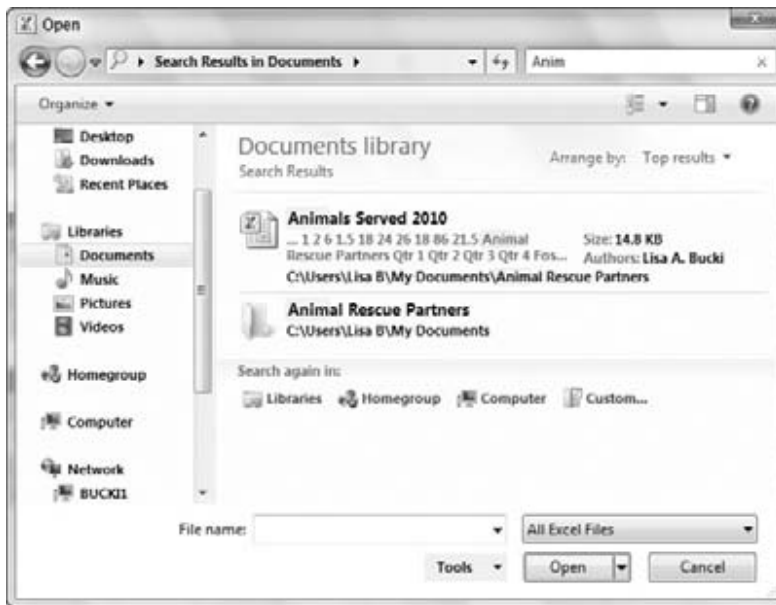 Open
Search Results in Documents
Anim
Organize
Desktop
Downloads
Recent Places
Libraries
Documents
Music
Pictures
Videos
Homegroup
Computer
Network
BUCKI1
Documents library
Search Results
Arrange by: Top results
Animals Served 2010
... 1 2 6 1.5 18 24 26 18 86 21.5 Animal
Rescue Partners Qtr 1 Qtr 2 Qtr 3 Qtr 4 Fos...
Size: 14.8 KB
Authors: Lisa A. Bucki
C:\Users\Lisa B\My Documents\Animal Rescue Partners
Animal Rescue Partners
C:\Users\Lisa B\My Documents
Search again in:
Libraries Homegroup Computer Custom...
File name:
All Excel Files
Tools Open Cancel